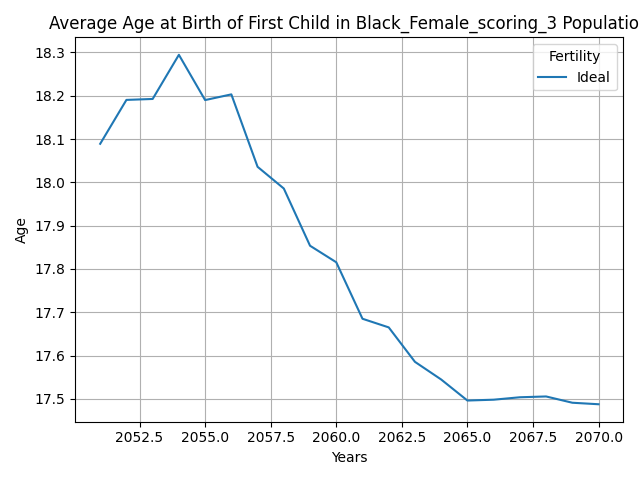 Average Age at Birth of First Child in Black_Female_scoring_3 Populatio
Fertility
Ideal
18.3
18.2
18.1
18.0
17.9
17.8
17.7
17.6
17.5
Age
2052.5 2055.0 2057.5 2060.0 2062.5 2065.0 2067.5 2070.0
Years